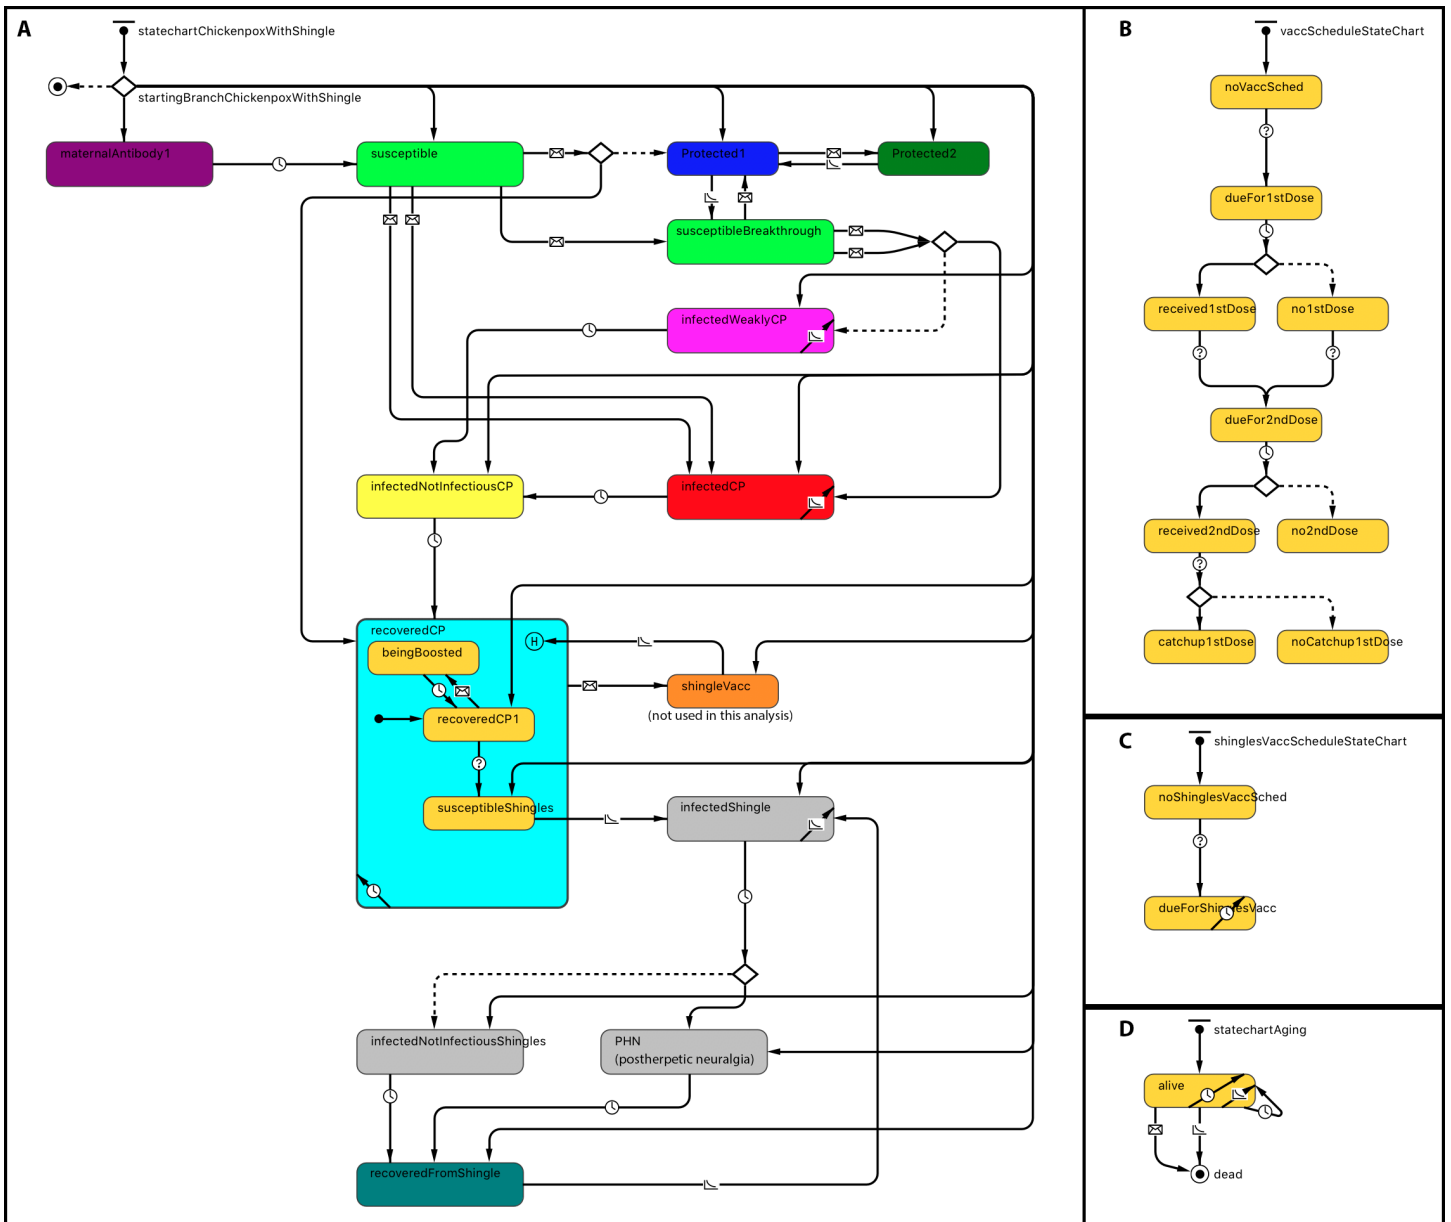 A
statechartChickenpoxWithShingle
startingBranchChickenpoxWithShingle
maternalAntibody1
susceptible
Protected1
Protected2
susceptibleBreakthrough
infectedWeaklyCP
infectedNotInfectiousCP
infectedCP
recoveredCP
beingBoosted
H
shingleVacc
(not used in this analysis)
recoveredCP1
?
susceptibleShingles
infectedShingle
infectedNotInfectiousShingles
PHN
(postherpetic neuralgia)
recoveredFromShingle
B
vaccScheduleStateChart
noVaccSched
?
dueFor1stDose
received1stDose
no1stDose
?
?
dueFor2ndDose
received2ndDose
no2ndDose
?
catchup1stDose
noCatchup1stDose
C
shinglesVaccScheduleStateChart
noShinglesVaccSched
?
dueForShinglesVacc
D
statechartAging
alive
dead